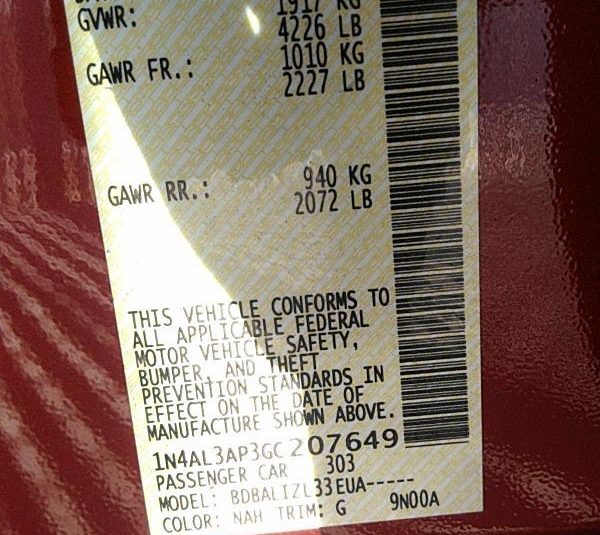 GVWR: 1917 KG
4226 LB
GAWR FR.: 1010 KG
2227 LB
GAWR RR.: 940 KG
2072 LB
THIS VEHICLE CONFORMS TO
ALL APPLICABLE FEDERAL
MOTOR VEHICLE SAFETY,
BUMPER, AND THEFT
PREVENTION STANDARDS IN
EFFECT ON THE DATE OF
MANUFACTURE SHOWN ABOVE.
1N4AL3AP3GC207649
PASSENGER CAR 303
MODEL: BDBALIZL33EUA-----
COLOR: NAH TRIM: G 9N00A